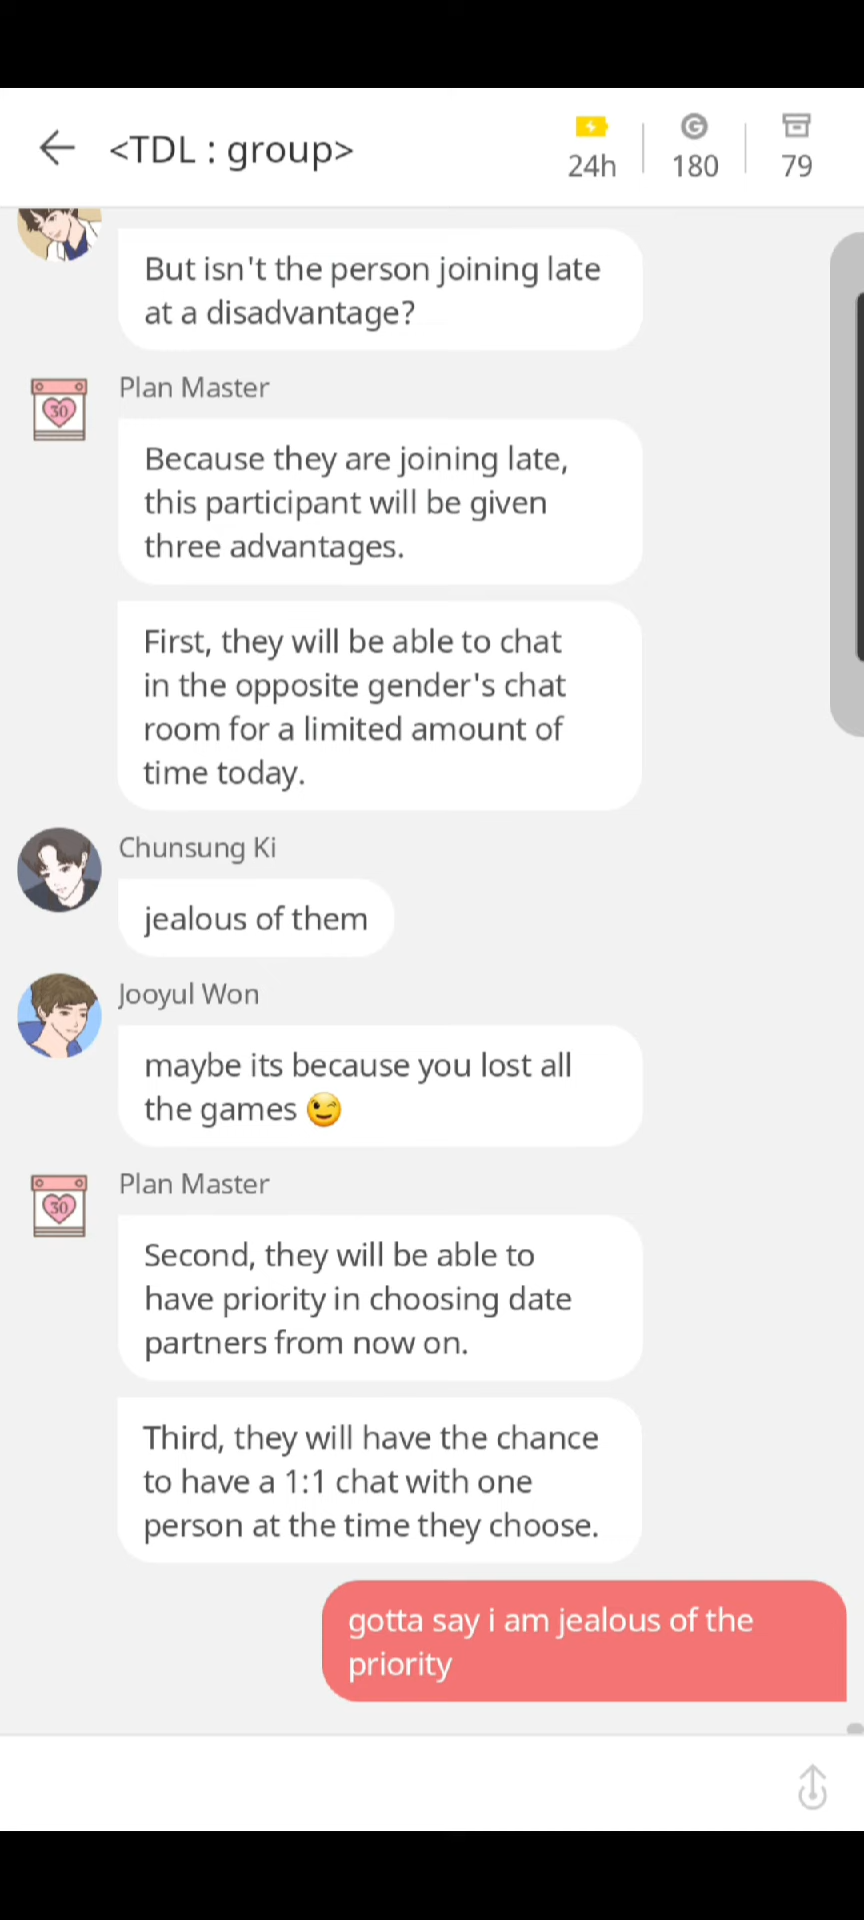 <TDL : group>
24h
180
79
But isn't the person joining late
at a disadvantage?
Plan Master
30
Because they are joining late,
this participant will be given
three advantages.
First, they will be able to chat
in the opposite gender's chat
room for a limited amount of
time today.
Chunsung Ki
jealous of them
Jooyul Won
maybe its because you lost all
the games 😉
Plan Master
30
Second, they will be able to
have priority in choosing date
partners from now on.
Third, they will have the chance
to have a 1:1 chat with one
person at the time they choose.
gotta say i am jealous of the
priority